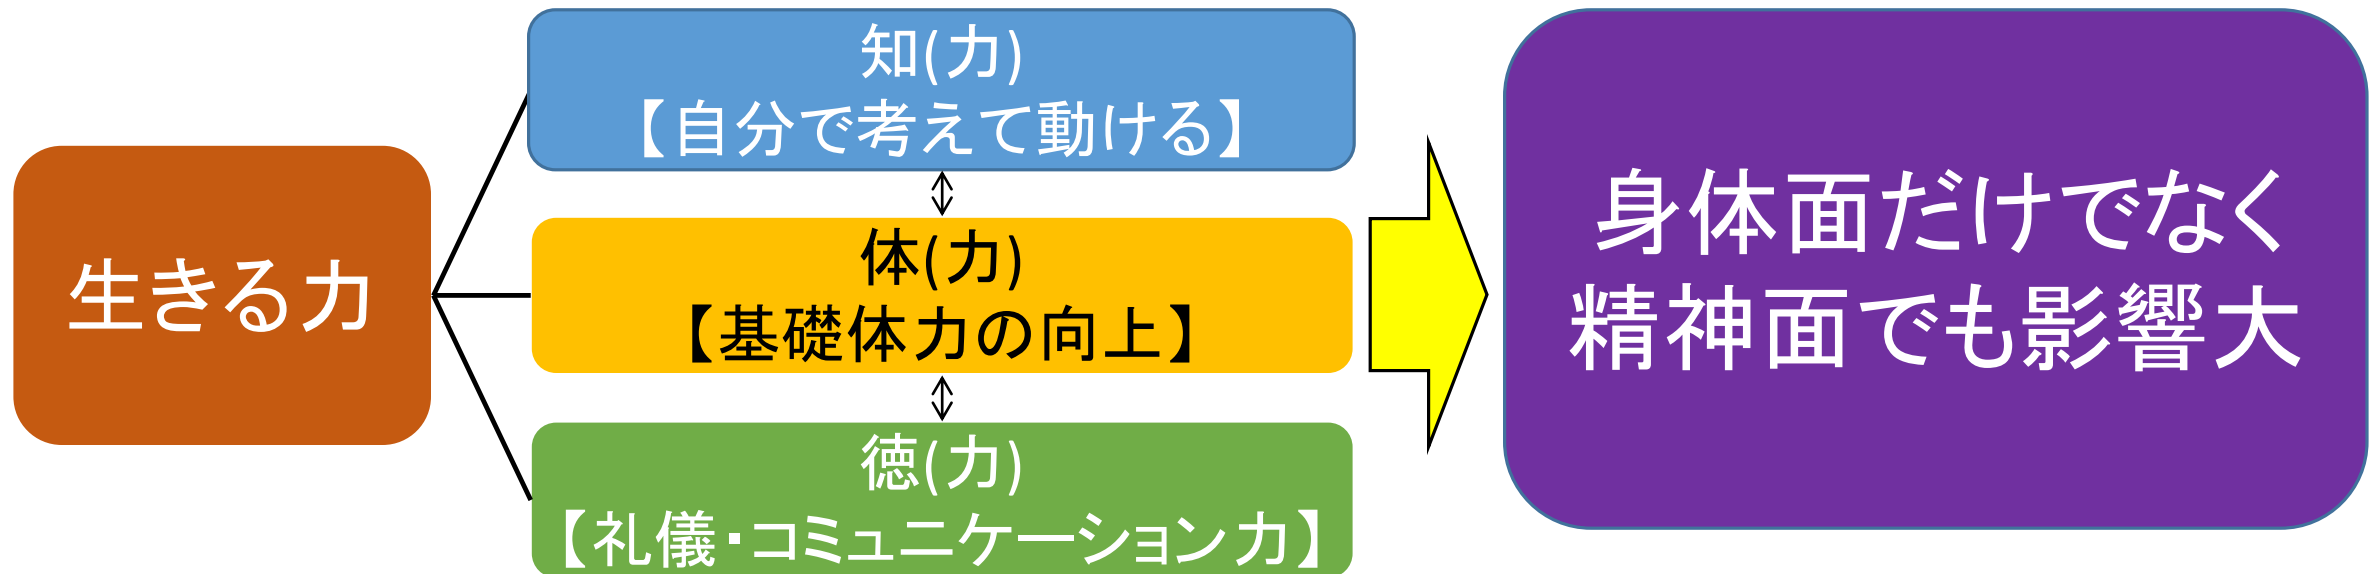 生きる力
知(力)
【自分で考えて動ける】
体(力)
【基礎体力の向上】
徳(力)
【礼儀・コミュニケーション力】
身体面だけでなく
精神面でも影響大